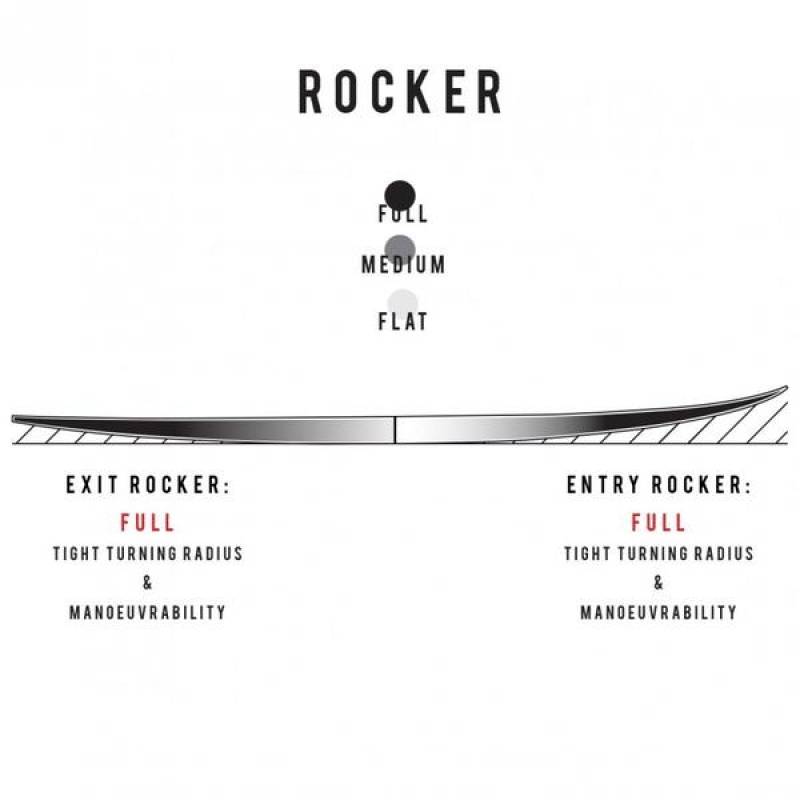 ROCKER
FULL
MEDIUM
FLAT
EXIT ROCKER:
FULL
TIGHT TURNING RADIUS
&
MANOEUVRABILITY
ENTRY ROCKER:
FULL
TIGHT TURNING RADIUS
&
MANOEUVRABILITY